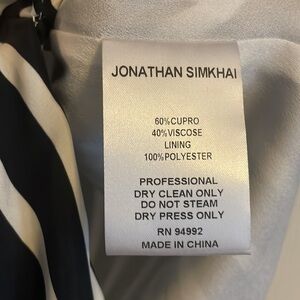 JONATHAN SIMKHAI
60%CUPRO
40%VISCOSE
LINING
100%POLYESTER
PROFESSIONAL
DRY CLEAN ONLY
DO NOT STEAM
DRY PRESS ONLY
RN 94992
MADE IN CHINA